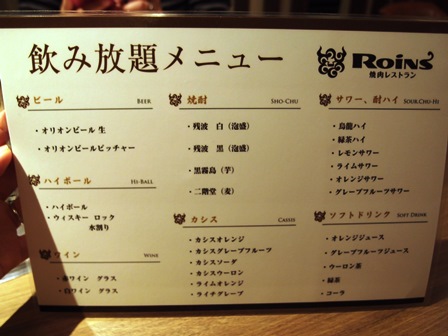 飲み放題メニュー
Roins
焼肉レストラン
ビール BEER
・オリオンビール 生
・オリオンビールピッチャー
ハイボール HI-BALL
・ハイボール
・ウィスキー ロック
水割り
ワイン WINE
・赤ワイン グラス
・白ワイン グラス
焼酎 SHO-CHU
・残波 白（泡盛）
・残波 黒（泡盛）
・黒霧島（芋）
・二階堂（麦）
カシス CASSIS
・カシスオレンジ
・カシスグレープフルーツ
・カシスソーダ
・カシスウーロン
・ライムオレンジ
・ライチグレープ
サワー、酎ハイ SOUR.CHU-HI
・烏龍ハイ
・緑茶ハイ
・レモンサワー
・ライムサワー
・オレンジサワー
・グレープフルーツサワー
ソフトドリンク SOFT DRINK
・オレンジジュース
・グレープフルーツジュース
・ウーロン茶
・緑茶
・コーラ